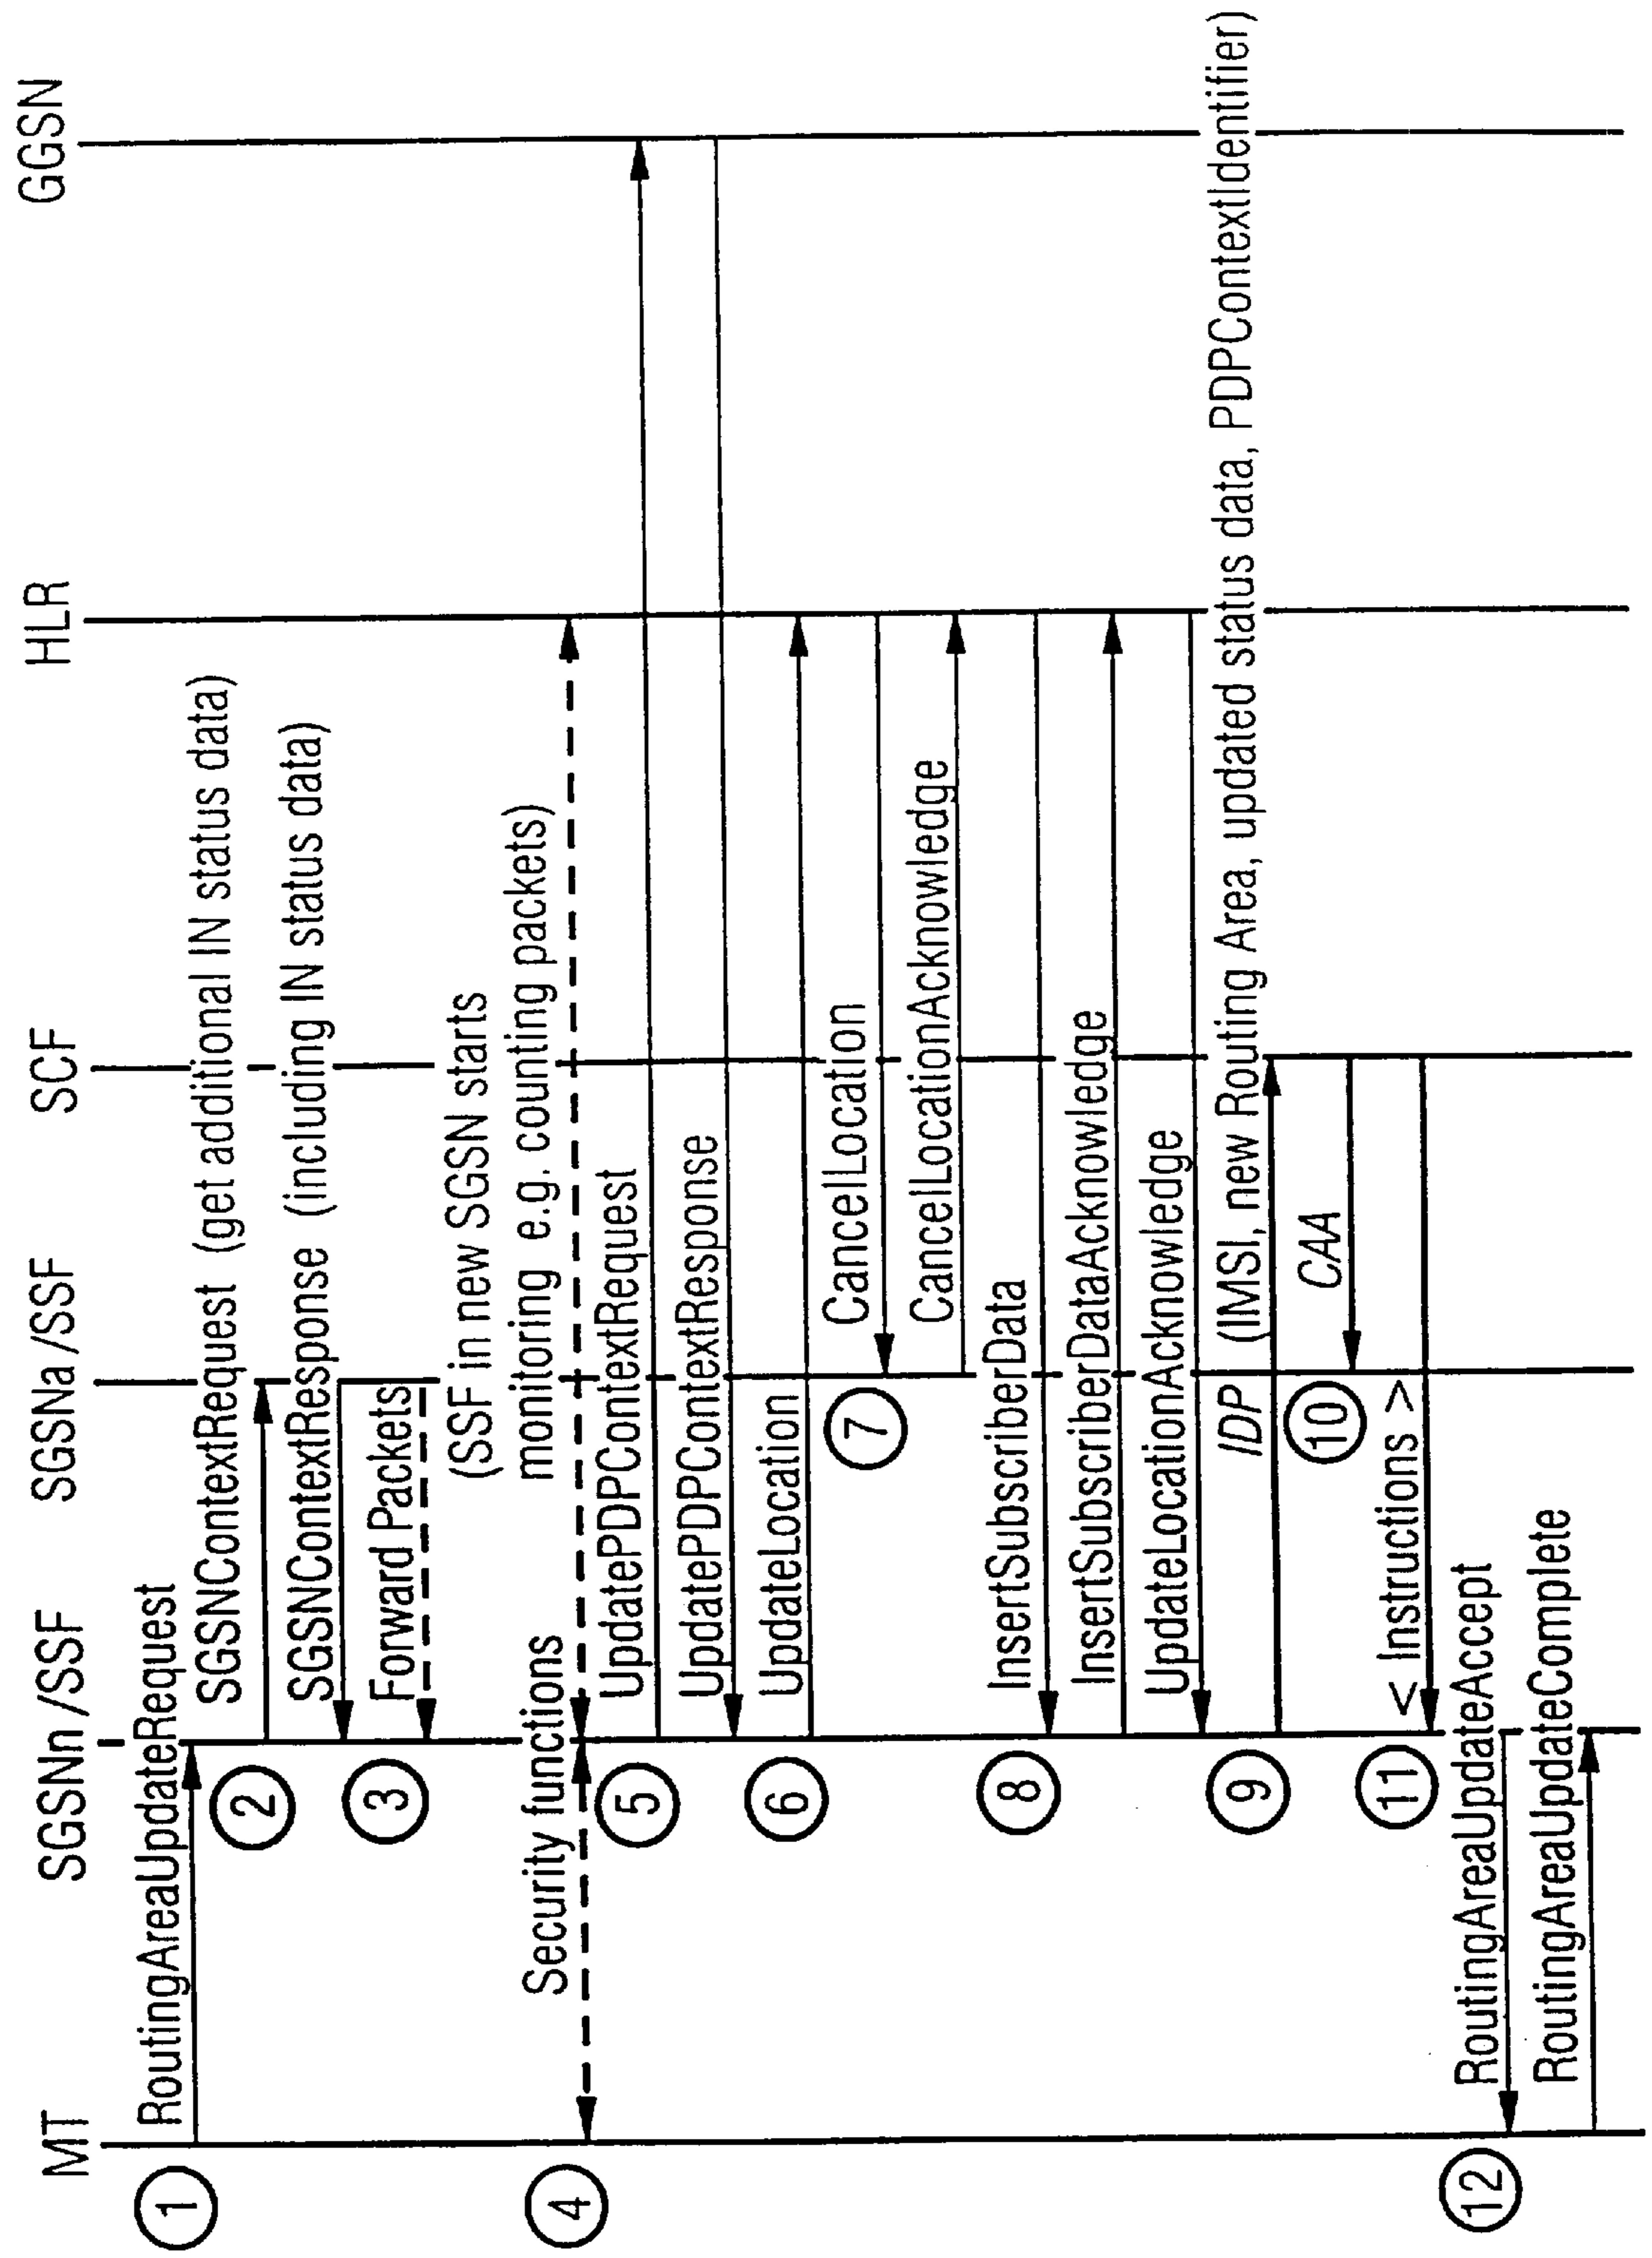 MT
SGSNn/SSF
SGSNa/SSF
SCF
HLR
GGSN
1
RoutingAreaUpdateRequest
2
SGSNContextRequest (get additional IN status data)
SGSNContextResponse (including IN status data)
3
Forward Packets
(SSF in new SGSN starts
monitoring e.g. counting packets)
4
Security functions
5
UpdatePDPContextRequest
UpdatePDPContextResponse
6
UpdateLocation
7
CancelLocation
CancelLocationAcknowledge
8
InsertSubscriberData
InsertSubscriberDataAcknowledge
UpdateLocationAcknowledge
9
IDP (IMSI, new Routing Area, updated status data, PDPContextIdentifier)
10
CAA
11
< Instructions >
RoutingAreaUpdateAccept
12
RoutingAreaUpdateComplete